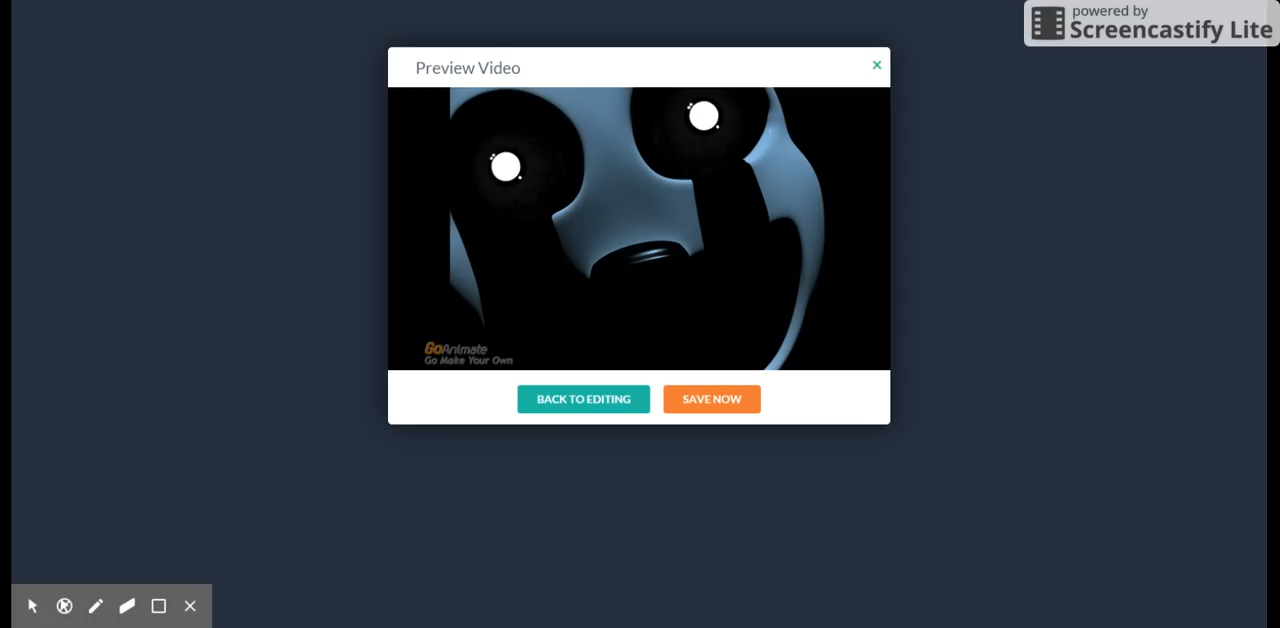 powered by
Screencastify Lite
Preview Video
GoAnimate
Go Make Your Own
BACK TO EDITING
SAVE NOW